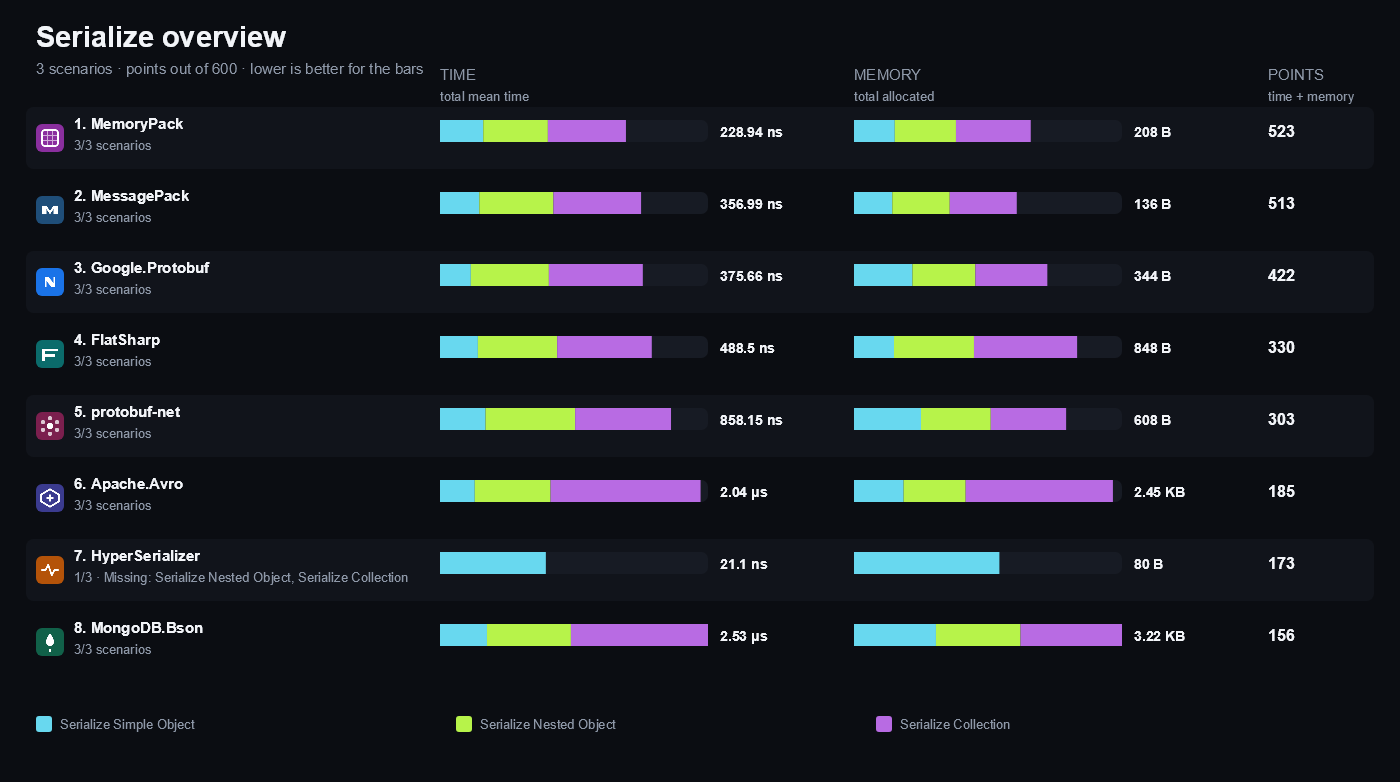 Serialize overview
3 scenarios · points out of 600 · lower is better for the bars
TIME
total mean time
MEMORY
total allocated
POINTS
time + memory
1. MemoryPack
3/3 scenarios
228.94 ns
208 B
523
2. MessagePack
3/3 scenarios
356.99 ns
136 B
513
3. Google.Protobuf
3/3 scenarios
375.66 ns
344 B
422
4. FlatSharp
3/3 scenarios
488.5 ns
848 B
330
5. protobuf-net
3/3 scenarios
858.15 ns
608 B
303
6. Apache.Avro
3/3 scenarios
2.04 µs
2.45 KB
185
7. HyperSerializer
1/3 · Missing: Serialize Nested Object, Serialize Collection
21.1 ns
80 B
173
8. MongoDB.Bson
3/3 scenarios
2.53 µs
3.22 KB
156
Serialize Simple Object
Serialize Nested Object
Serialize Collection